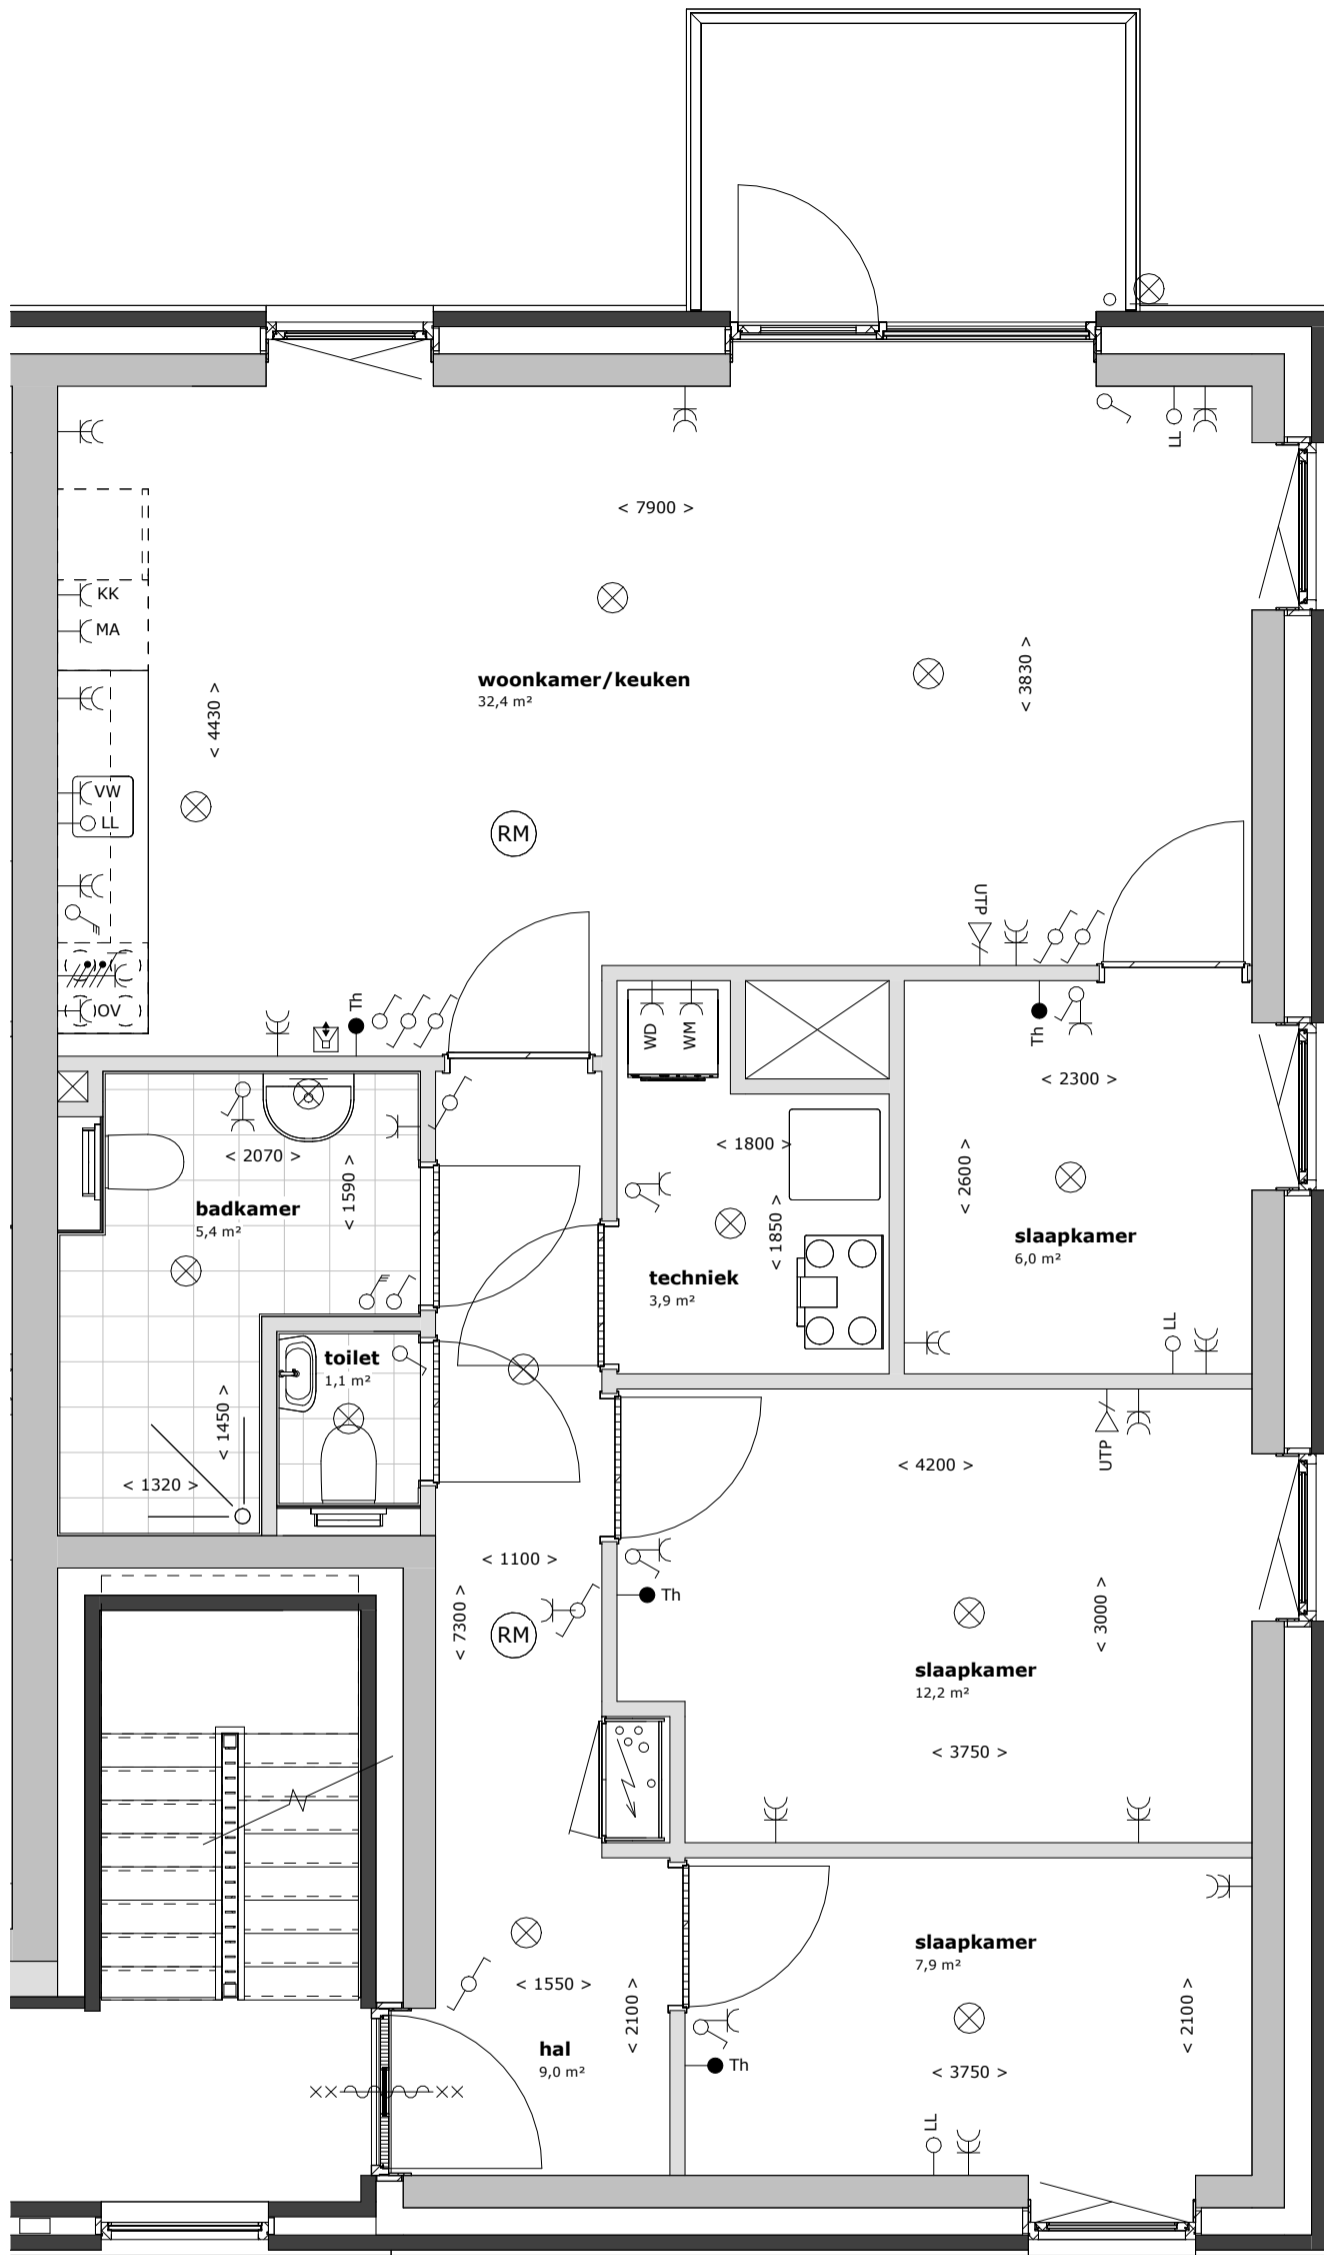 LL
< 7900 >
KK
MA
< 3830 >
woonkamer/keuken
32,4 m²
< 4430 >
VW
LL
RM
UTP
OV
Th
WD
WM
Th
< 2300 >
< 2070 >
< 1590 >
< 1800 >
< 2600 >
badkamer
5,4 m²
< 1850 >
slaapkamer
6,0 m²
techniek
3,9 m²
LL
toilet
1,1 m²
< 1450 >
UTP
< 4200 >
< 1320 >
< 1100 >
Th
< 7300 >
RM
< 3000 >
slaapkamer
12,2 m²
< 3750 >
slaapkamer
7,9 m²
< 1550 >
< 2100 >
< 2100 >
hal
9,0 m²
Th
< 3750 >
××
××
LL